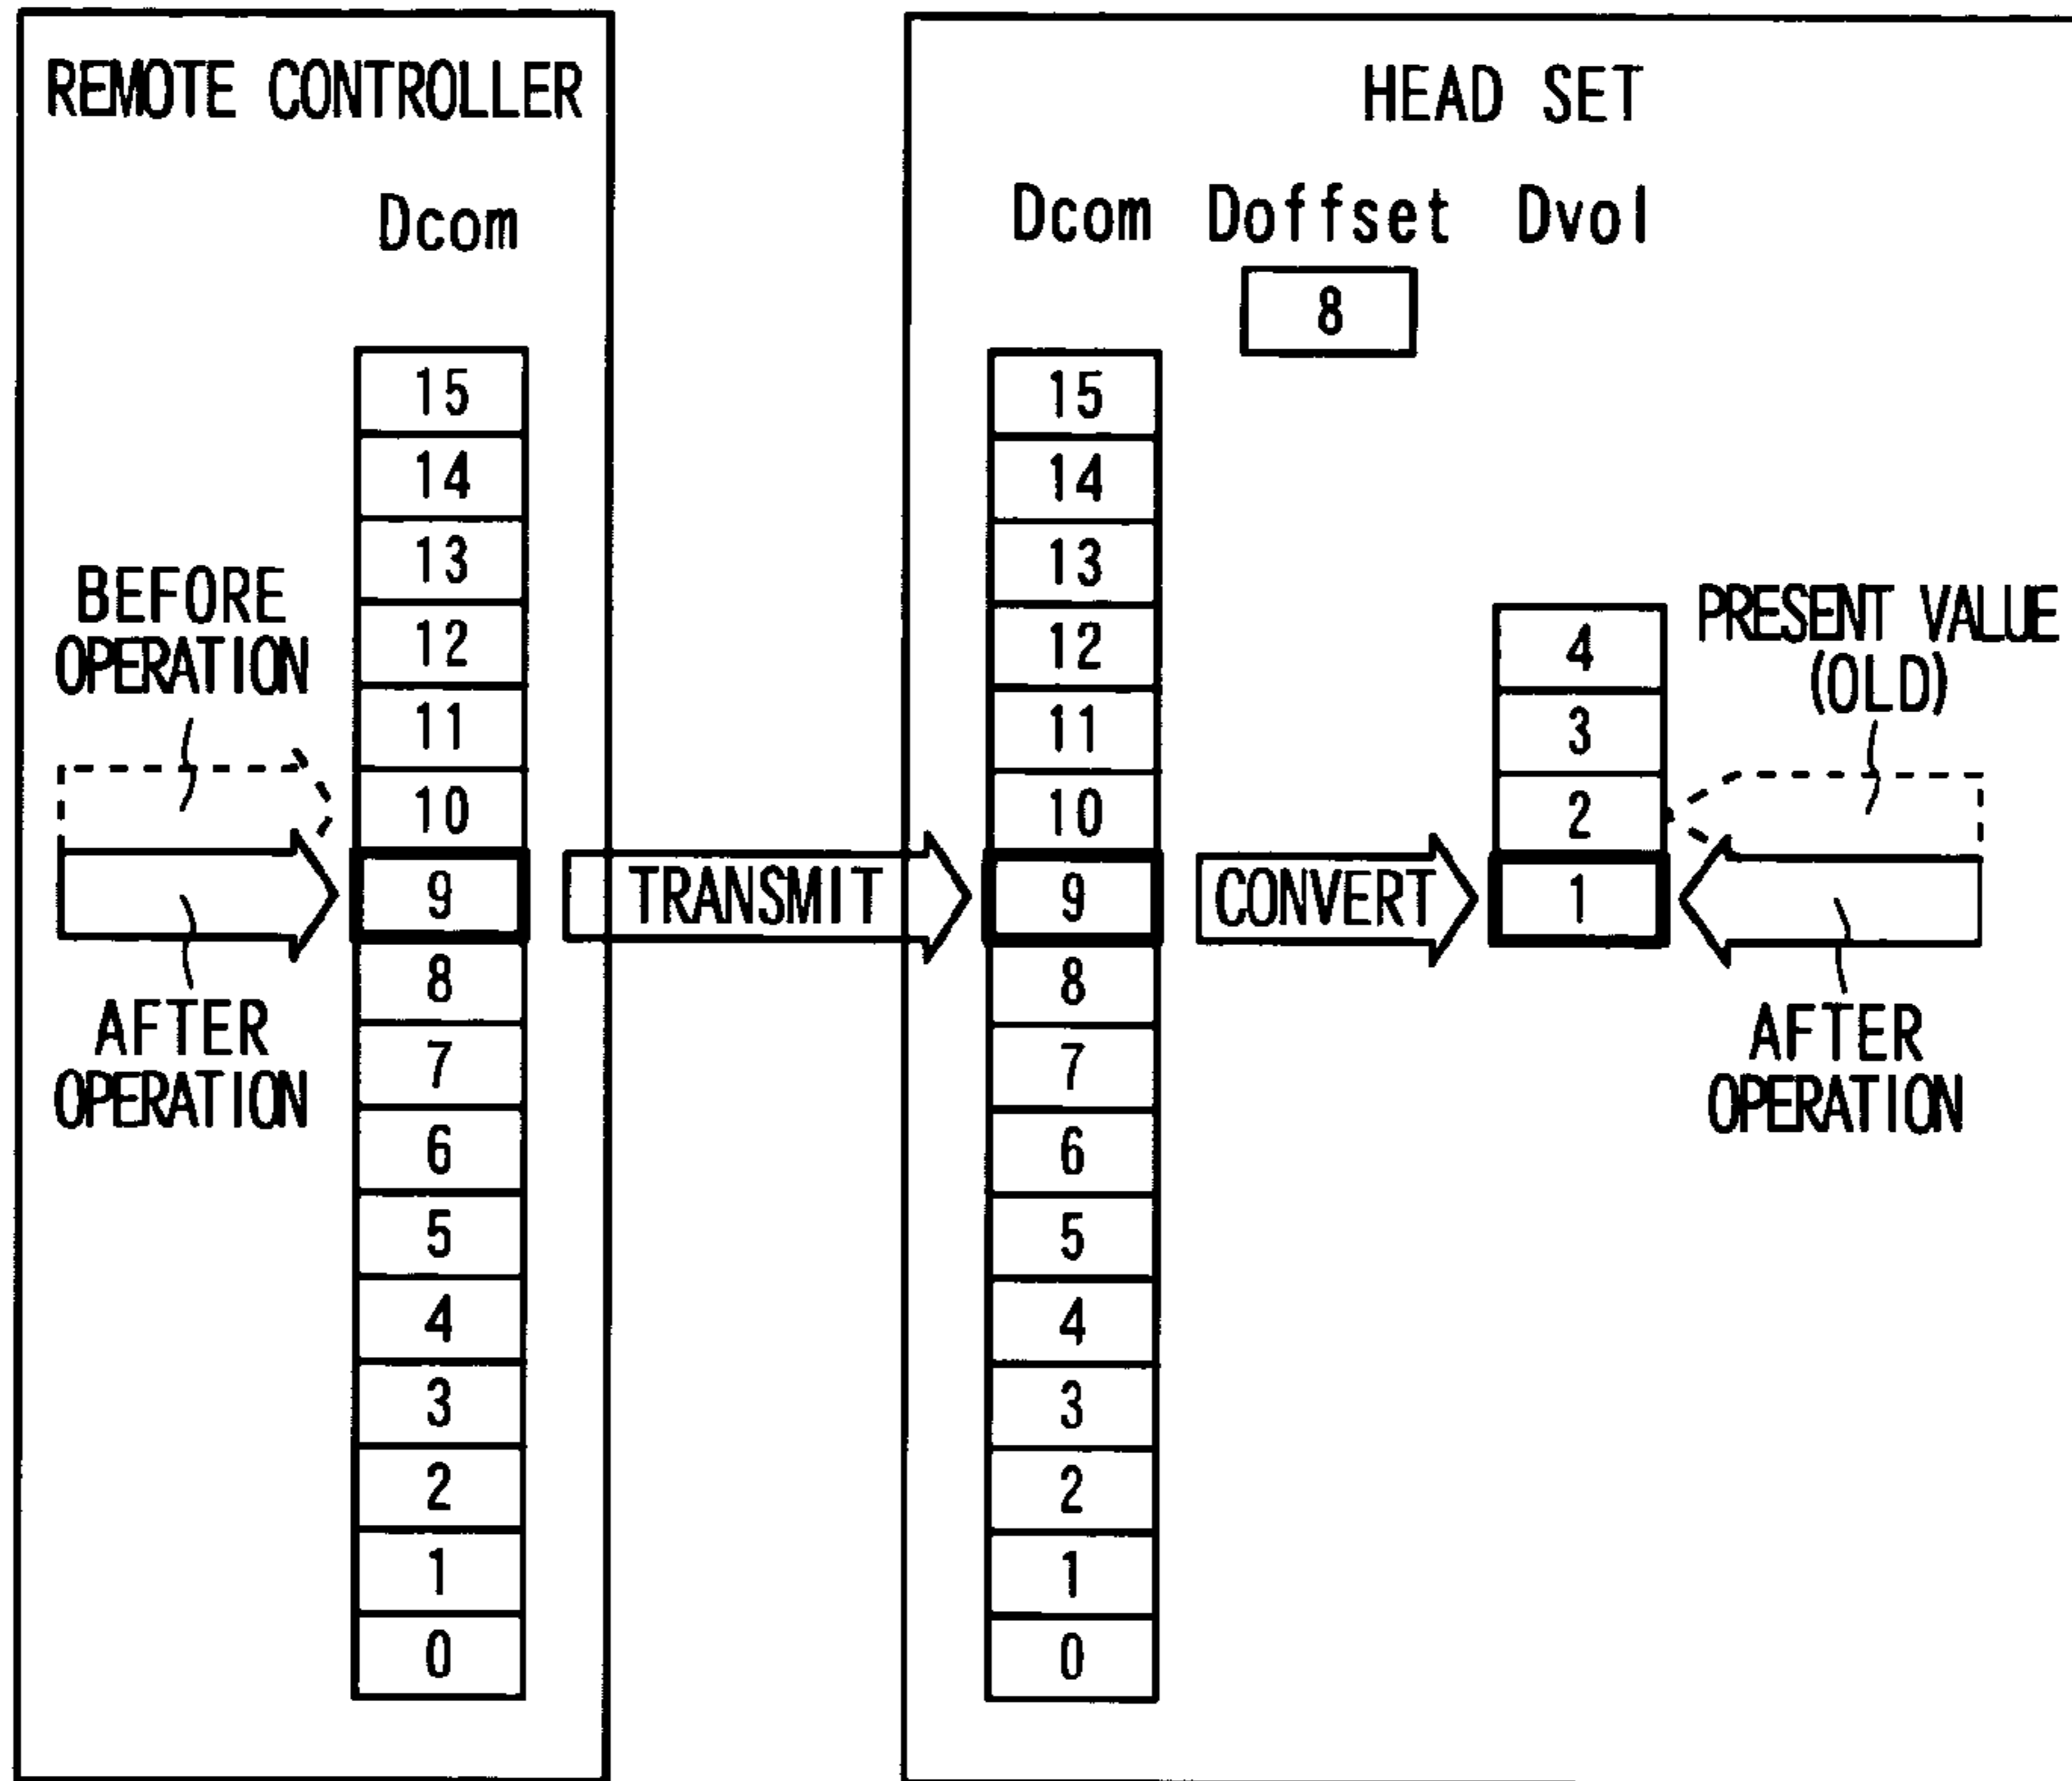 REMOTE CONTROLLER
Dcom
15
14
13
12
11
10
9
8
7
6
5
4
3
2
1
0
BEFORE
OPERATION
AFTER
OPERATION
TRANSMIT
HEAD SET
Dcom Doffset Dvol
8
15
14
13
12
11
10
9
8
7
6
5
4
3
2
1
0
CONVERT
4
3
2
1
PRESENT VALUE
(OLD)
AFTER
OPERATION